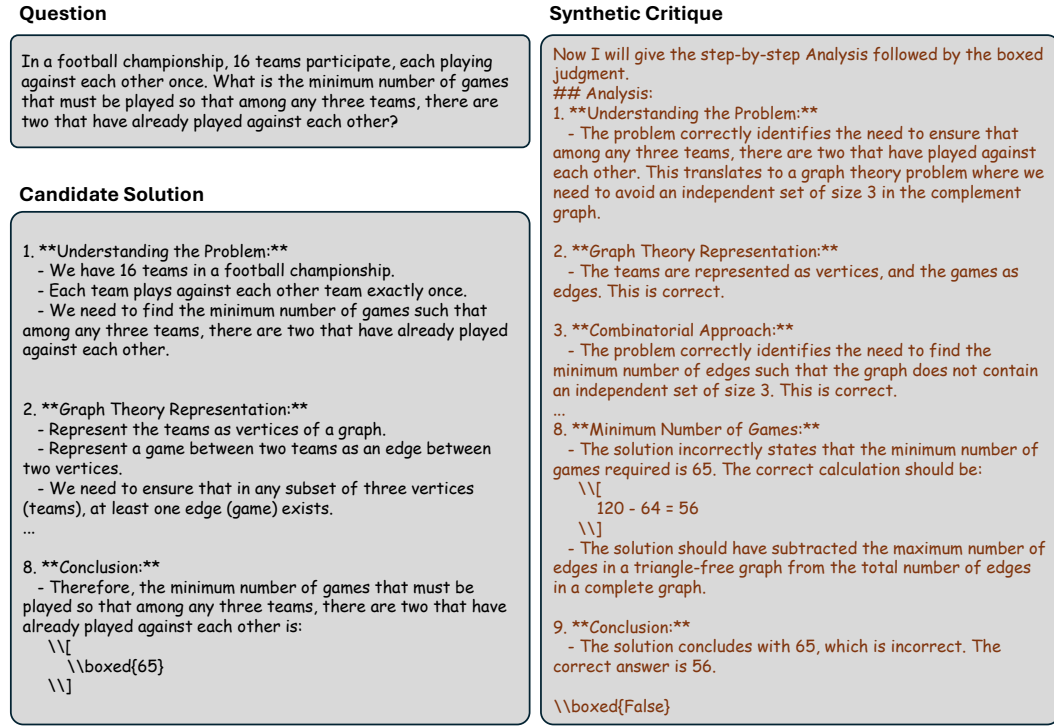 Question
In a football championship, 16 teams participate, each playing
against each other once. What is the minimum number of games
that must be played so that among any three teams, there are
two that have already played against each other?
Candidate Solution
1. **Understanding the Problem:**
- We have 16 teams in a football championship.
- Each team plays against each other team exactly once.
- We need to find the minimum number of games such that
among any three teams, there are two that have already played
against each other.
2. **Graph Theory Representation:**
- Represent the teams as vertices of a graph.
- Represent a game between two teams as an edge between
two vertices.
- We need to ensure that in any subset of three vertices
(teams), at least one edge (game) exists.
...
8. **Conclusion:**
- Therefore, the minimum number of games that must be
played so that among any three teams, there are two that have
already played against each other is:
\\[
\\boxed{65}
\\]
Synthetic Critique
Now I will give the step-by-step Analysis followed by the boxed
judgment.
## Analysis:
1. **Understanding the Problem:**
- The problem correctly identifies the need to ensure that
among any three teams, there are two that have played against
each other. This translates to a graph theory problem where we
need to avoid an independent set of size 3 in the complement
graph.
2. **Graph Theory Representation:**
- The teams are represented as vertices, and the games as
edges. This is correct.
3. **Combinatorial Approach:**
- The problem correctly identifies the need to find the
minimum number of edges such that the graph does not contain
an independent set of size 3. This is correct.
...
8. **Minimum Number of Games:**
- The solution incorrectly states that the minimum number of
games required is 65. The correct calculation should be:
\\[
120 - 64 = 56
\\]
- The solution should have subtracted the maximum number of
edges in a triangle-free graph from the total number of edges
in a complete graph.
9. **Conclusion:**
- The solution concludes with 65, which is incorrect. The
correct answer is 56.
\\boxed{False}